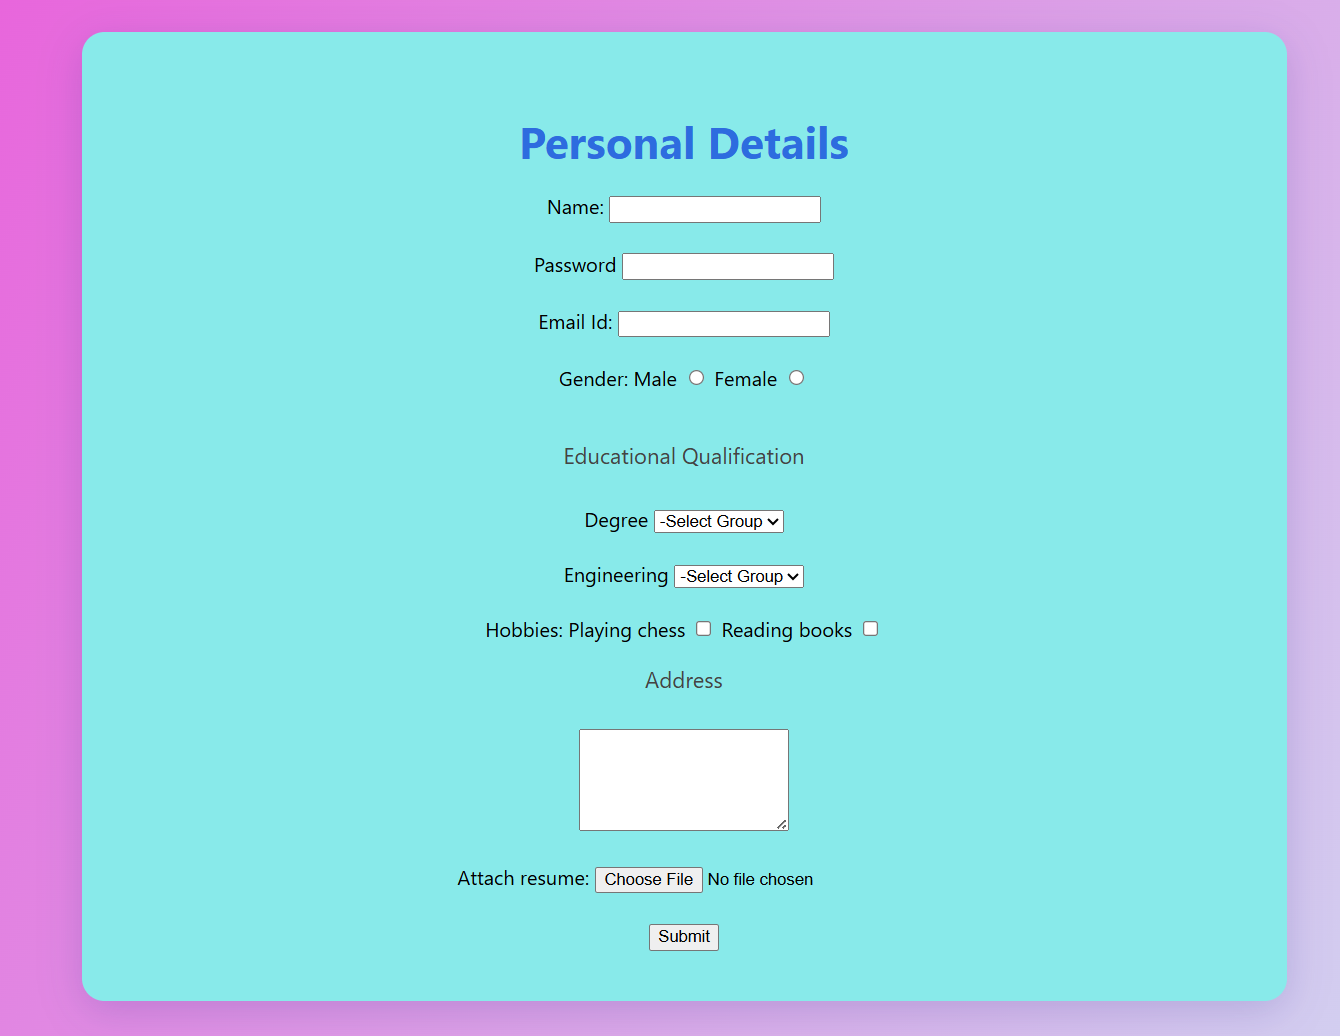 Personal Details
Name:
Password
Email Id:
Gender: Male Female
Educational Qualification
Degree -Select Group
Engineering -Select Group
Hobbies: Playing chess Reading books
Address
Attach resume: Choose File No file chosen
Submit